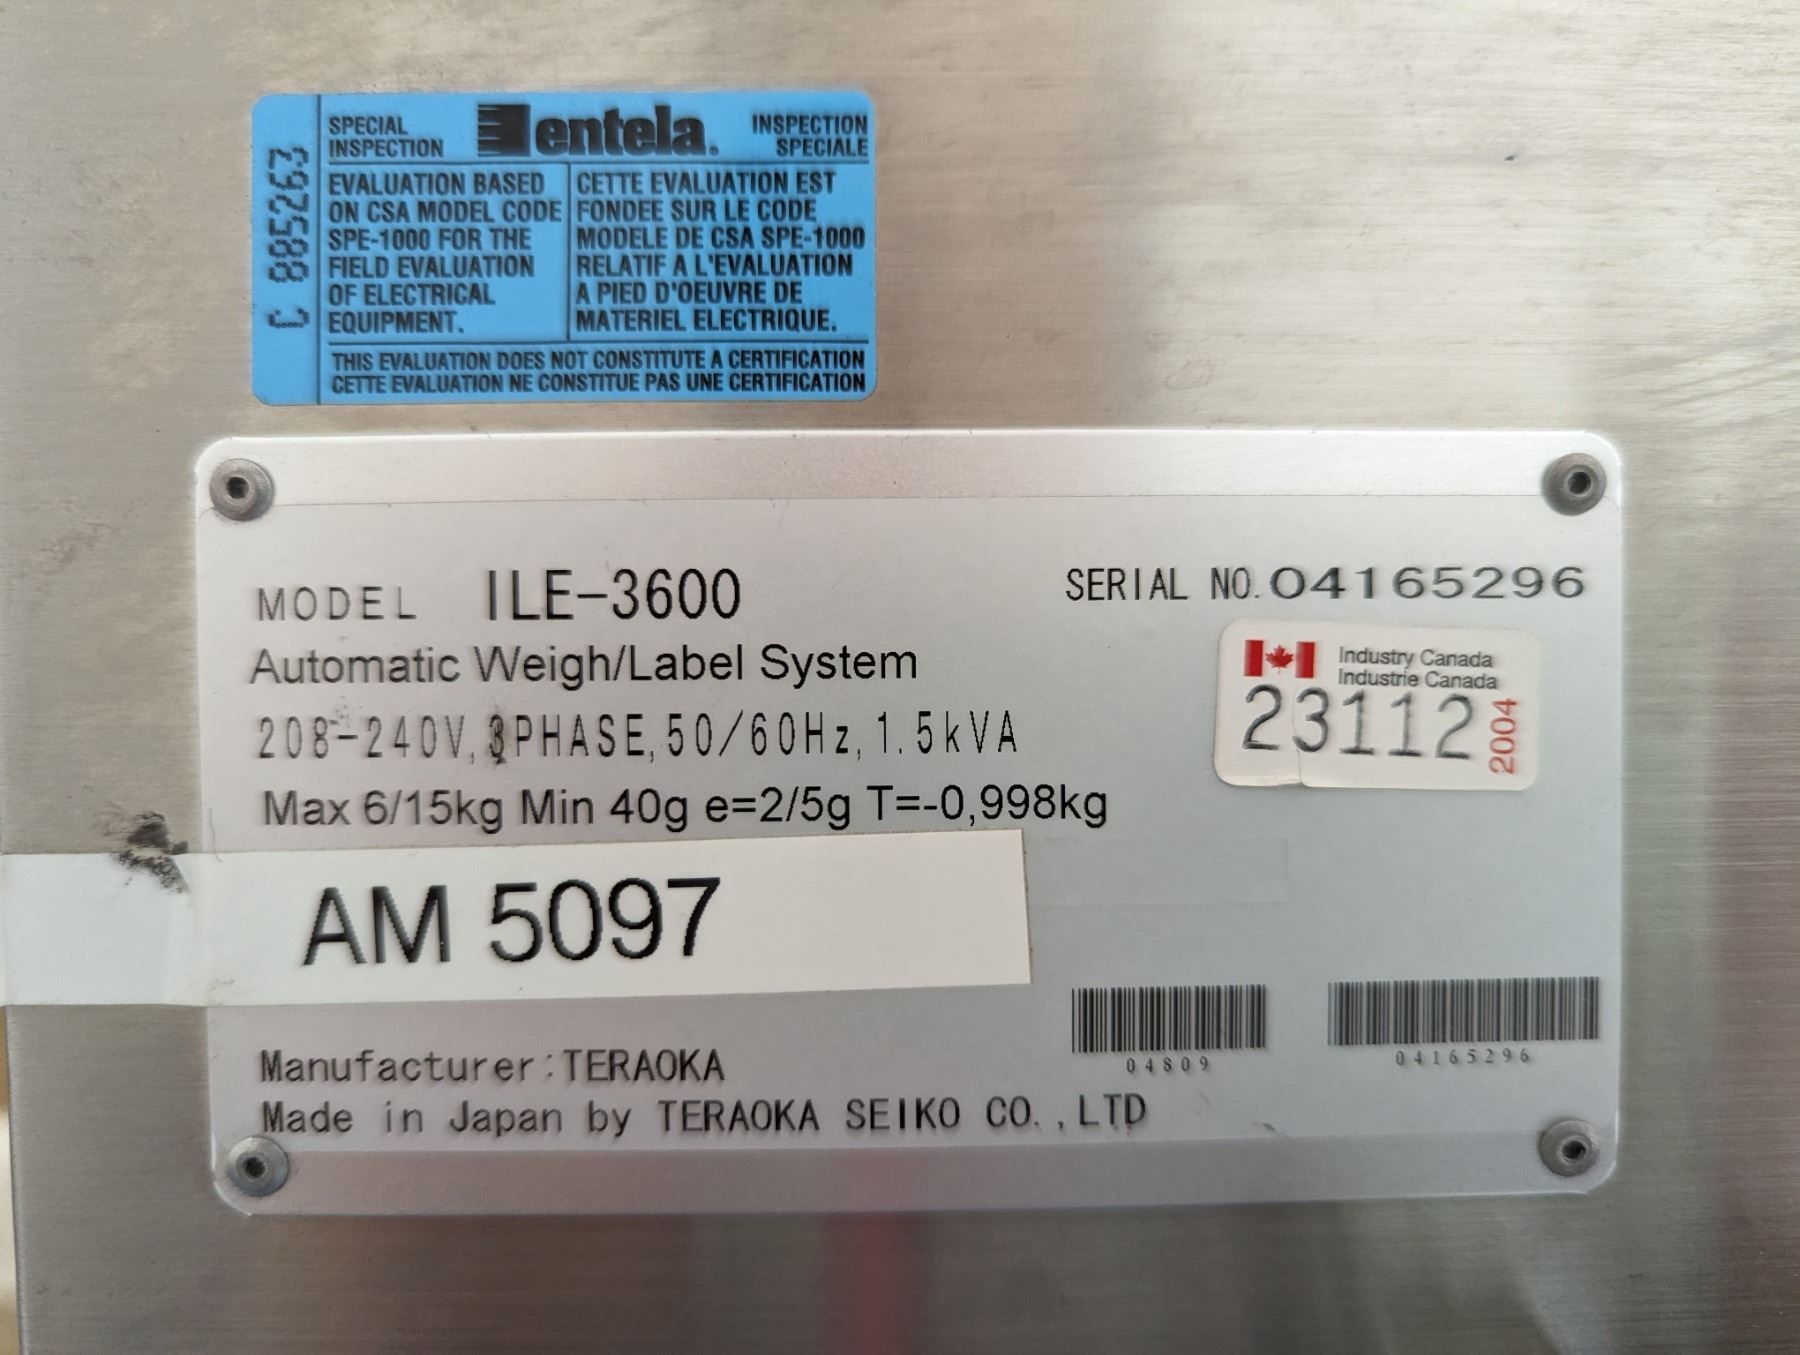 C 885263
SPECIAL
INSPECTION
entela.
INSPECTION
SPECIALE
EVALUATION BASED
ON CSA MODEL CODE
SPE-1000 FOR THE
FIELD EVALUATION
OF ELECTRICAL
EQUIPMENT.
CETTE EVALUATION EST
FONDEE SUR LE CODE
MODELE DE CSA SPE-1000
RELATIF A L'EVALUATION
A PIED D'OEUVRE DE
MATERIEL ELECTRIQUE.
THIS EVALUATION DOES NOT CONSTITUTE A CERTIFICATION
CETTE EVALUATION NE CONSTITUE PAS UNE CERTIFICATION
MODEL ILE-3600
SERIAL NO. 04165296
Automatic Weigh/Label System
Industry Canada
Industrie Canada
23112
2004
208-240V, 3PHASE, 50/60Hz, 1.5kVA
Max 6/15kg Min 40g e=2/5g T=-0,998kg
AM 5097
04809
04165296
Manufacturer:TERAOKA
Made in Japan by TERAOKA SEIKO CO.,LTD